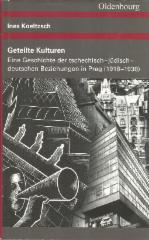 Oldenbourg
Ines Koeltzsch
Geteilte Kulturen
Eine Geschichte der tschechisch-jüdisch-
deutschen Beziehungen in Prag (1918–1938)